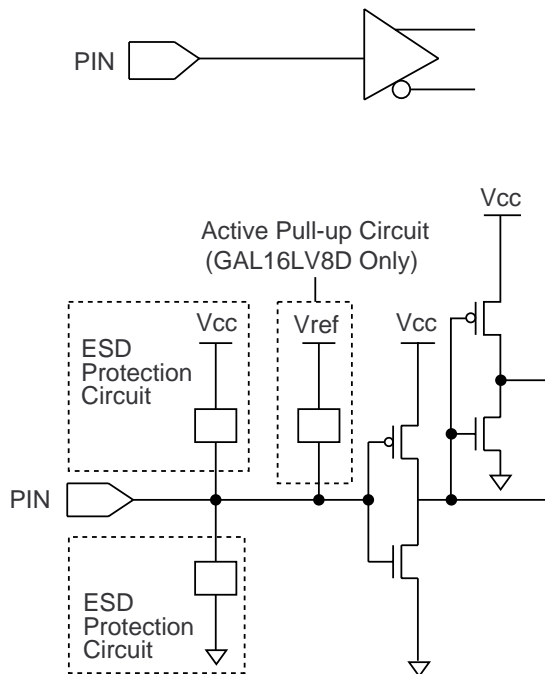 PIN
Vcc
Active Pull-up Circuit
(GAL16LV8D Only)
Vcc
Vref
Vcc
ESD
Protection
Circuit
PIN
ESD
Protection
Circuit